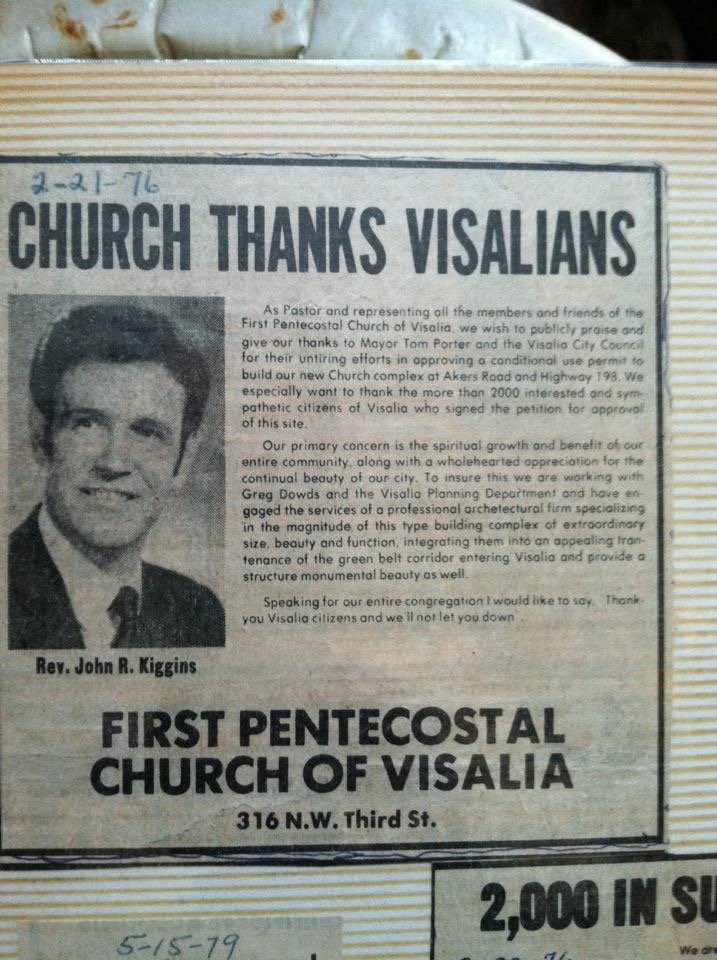 2-21-76
CHURCH THANKS VISALIANS
As Pastor and representing all the members and friends of the
First Pentecostal Church of Visalia, we wish to publicly praise and
give our thanks to Mayor Tom Porter and the Visalia City Council
for their untiring efforts in approving a conditional use permit to
build our new Church complex at Akers Road and Highway 198. We
especially want to thank the more than 2000 interested and sym-
pathetic citizens of Visalia who signed the petition for approval
of this site.
Our primary concern is the spiritual growth and benefit of our
entire community, along with a wholehearted appreciation for the
continual beauty of our city. To insure this we are working with
Greg Dowds and the Visalia Planning Department and have en-
gaged the services of a professional archetectural firm specializing
in the magnitude of this type building complex of extraordinary
size, beauty and function, integrating them into an appealing tran-
tenance of the green belt corridor entering Visalia and provide a
structure monumental beauty as well.
Speaking for our entire congregation I would like to say. Thank-
you Visalia citizens and we'll not let you down.
Rev. John R. Kiggins
FIRST PENTECOSTAL
CHURCH OF VISALIA
316 N.W. Third St.
2,000 IN SU
We are
5-15-79